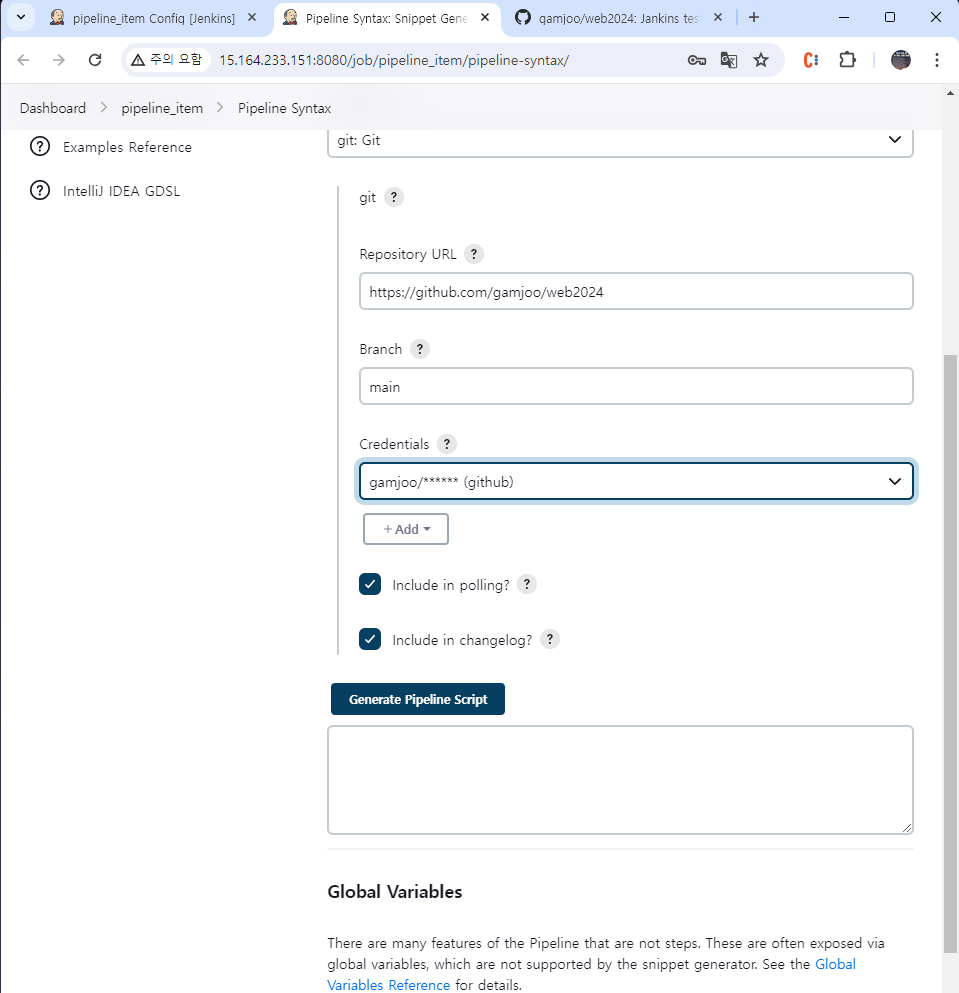 pipeline_item Config [Jenkins]
Pipeline Syntax: Snippet Gene
gamjoo/web2024: Jankins tes
주의 요함
15.164.233.151:8080/job/pipeline_item/pipeline-syntax/
Dashboard
pipeline_item
Pipeline Syntax
Examples Reference
git: Git
IntelliJ IDEA GDSL
git ?
Repository URL ?
https://github.com/gamjoo/web2024
Branch ?
main
Credentials ?
gamjoo/****** (github)
+ Add
Include in polling? ?
Include in changelog? ?
Generate Pipeline Script
Global Variables
There are many features of the Pipeline that are not steps. These are often exposed via
global variables, which are not supported by the snippet generator. See the Global
Variables Reference for details.